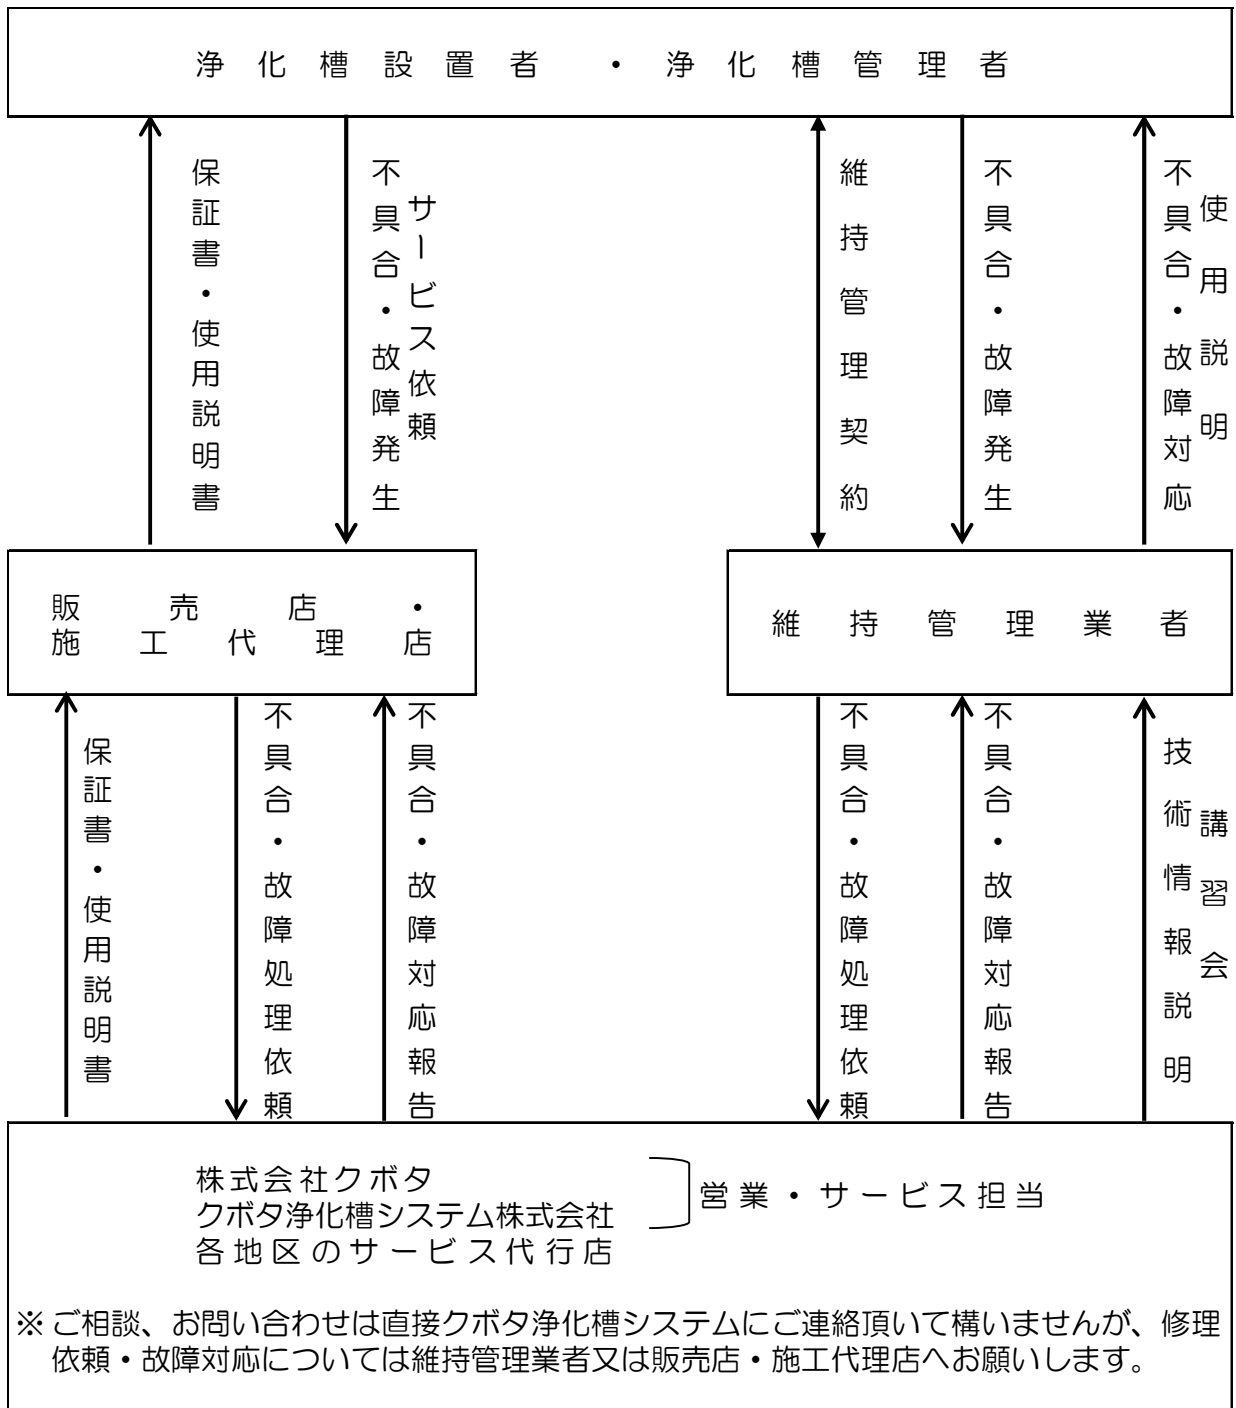 浄化槽設置者・浄化槽管理者
保証書・使用説明書
不具合・故障発生
サービス依頼
維持管理契約
不具合・故障発生
不具合・故障対応
使用説明
販売店・
施工代理店
維持管理業者
保証書・使用説明書
不具合・故障処理依頼
不具合・故障対応報告
不具合・故障処理依頼
不具合・故障対応報告
技術情報説明
講習会
株式会社クボタ
クボタ浄化槽システム株式会社
営業・サービス担当
各地区のサービス代行店
※ご相談、お問い合わせは直接クボタ浄化槽システムにご連絡頂いて構いませんが、修理
依頼・故障対応については維持管理業者又は販売店・施工代理店へお願いします。